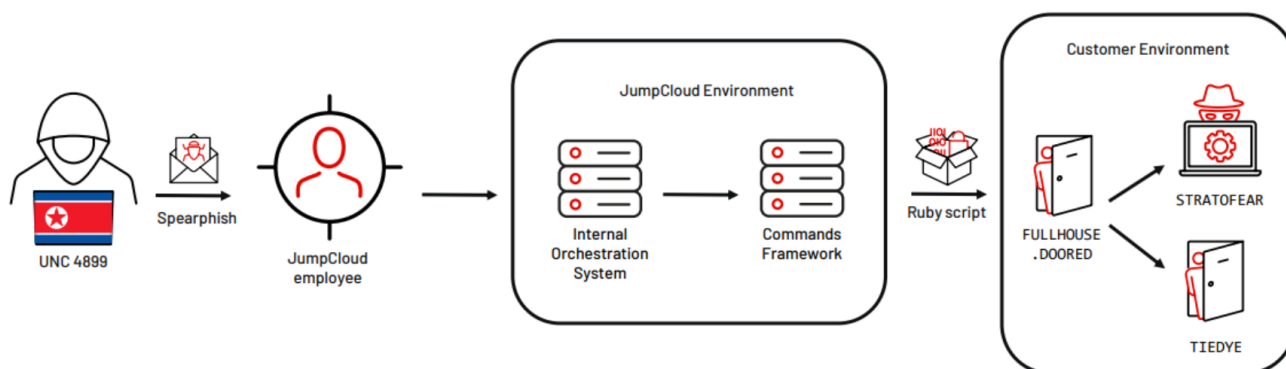 UNC 4899
Spearphish
JumpCloud
employee
JumpCloud Environment
Internal
Orchestration
System
Commands
Framework
Ruby script
Customer Environment
FULLHOUSE
.DOORED
STRATOFEAR
TIEDYE